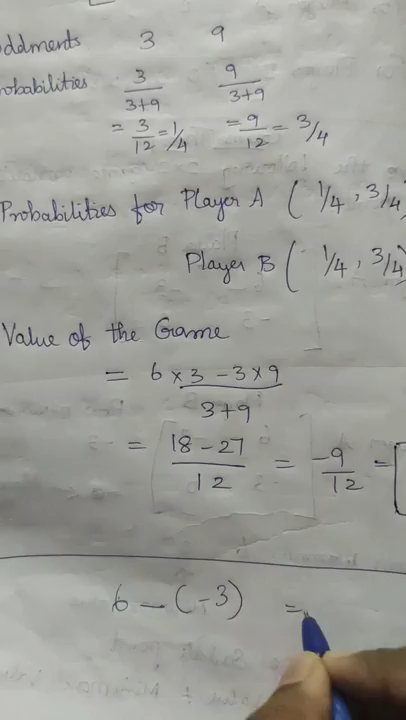 oddments 3 9
robabilities 3/3+9 9/3+9
= 3/12 = 1/4 = 9/12 = 3/4
Probabilities for Player A ( 1/4 , 3/4
Player B ( 1/4 , 3/4)
Value of the Game
= 6 × 3 - 3 × 9 / 3+9
= 18 - 27 / 12 = -9/12 =
6 - (-3) =